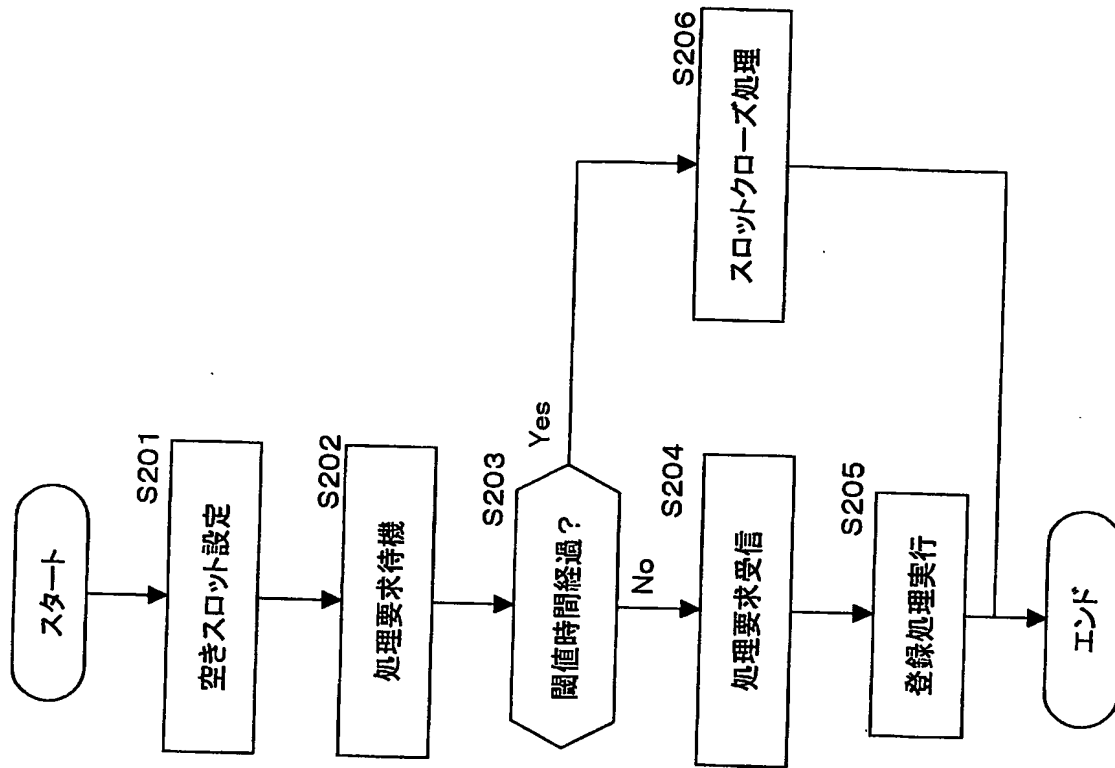 スタート
S201
空きスロット設定
S202
処理要求待機
S203
閾値時間経過？
Yes
No
S204
処理要求受信
S205
登録処理実行
S206
スロットクローズ処理
エンド